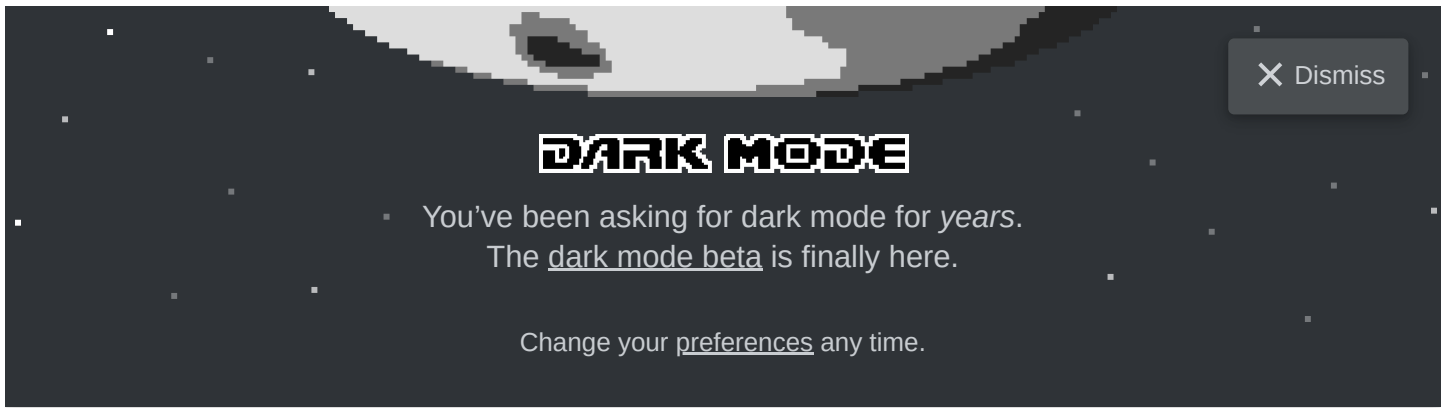 Dismiss
DARK MODE
You’ve been asking for dark mode for years.
The dark mode beta is finally here.
Change your preferences any time.